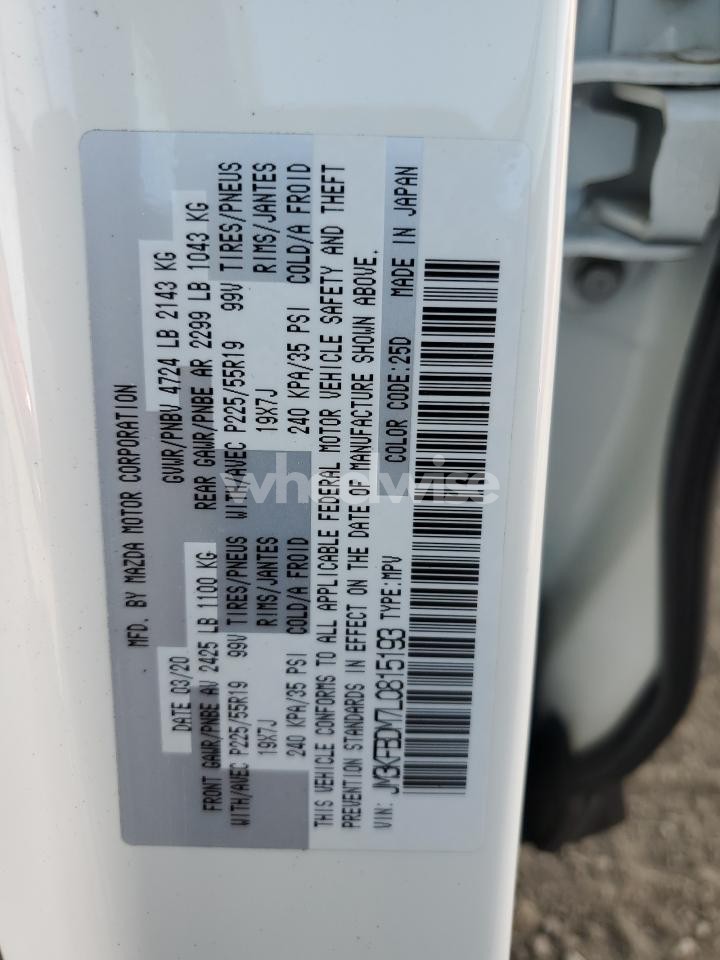 MFD. BY MAZDA MOTOR CORPORATION
DATE 03/20 GVWR/PNBV 4724 LB 2143 KG
FRONT GAWR/PNBE AV 2425 LB 1100 KG REAR GAWR/PNBE AR 2299 LB 1043 KG
WITH/AVEC P225/55R19 99V TIRES/PNEUS WITH/AVEC P225/55R19 99V TIRES/PNEUS
19X7J RIMS/JANTES 19X7J RIMS/JANTES
240 KPA/35 PSI COLD/A FROID 240 KPA/35 PSI COLD/A FROID
THIS VEHICLE CONFORMS TO ALL APPLICABLE FEDERAL MOTOR VEHICLE SAFETY AND THEFT
PREVENTION STANDARDS IN EFFECT ON THE DATE OF MANUFACTURE SHOWN ABOVE.
VIN: JM3KFBDM7L0815193 TYPE:MPV COLOR CODE:25D MADE IN JAPAN
wheelwise